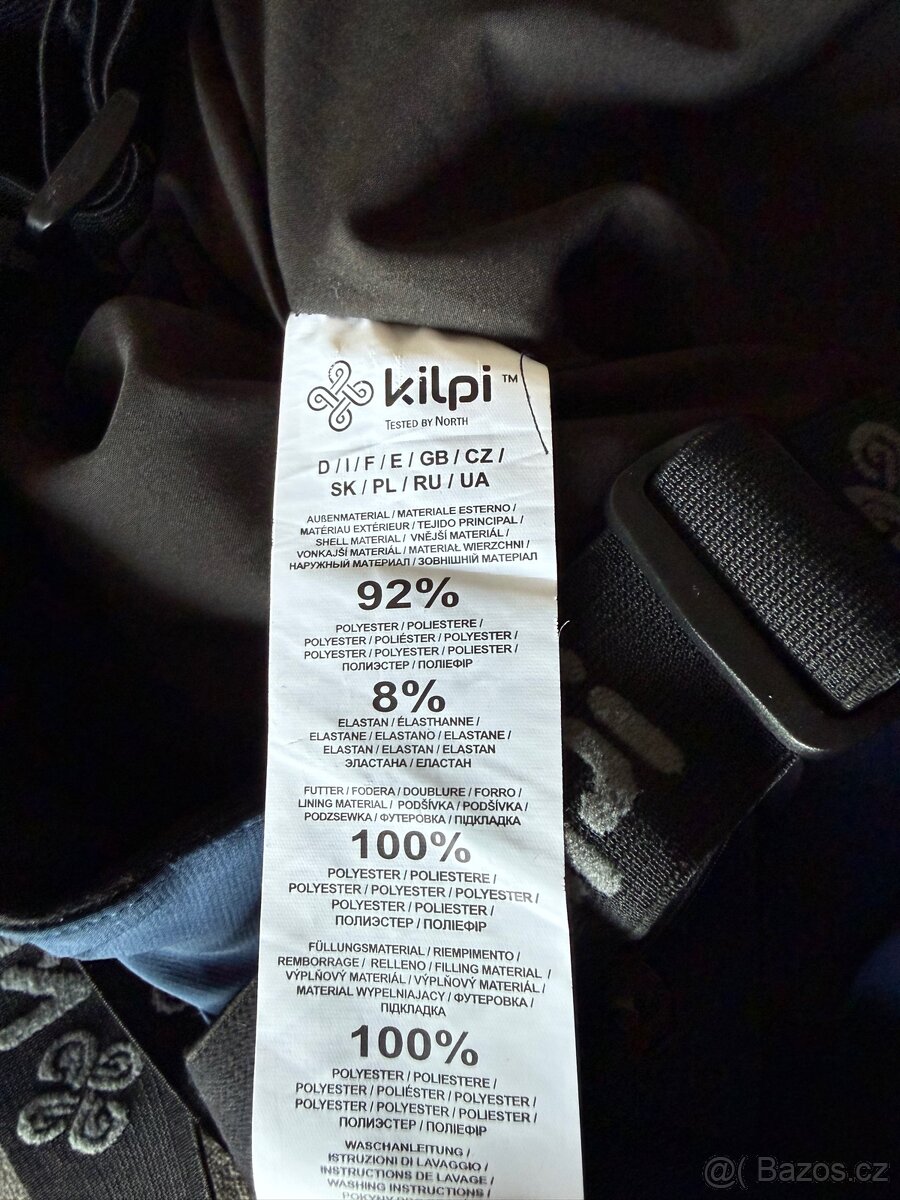 kilpi™
TESTED BY NORTH
D / I / F / E / GB / CZ /
SK / PL / RU / UA
AUßENMATERIAL / MATERIALE ESTERNO /
MATÉRIAU EXTÉRIEUR / TEJIDO PRINCIPAL /
SHELL MATERIAL / VNĚJŠÍ MATERIÁL /
VONKAJŠÍ MATERIÁL / MATERIAŁ WIERZCHNI /
НАРУЖНЫЙ МАТЕРИАЛ / ЗОВНІШНІЙ МАТЕРІАЛ
92%
POLYESTER / POLIESTERE /
POLYESTER / POLIÉSTER / POLYESTER /
POLYESTER / POLYESTER / POLIESTER /
ПОЛИЭСТЕР / ПОЛІЕФІР
8%
ELASTAN / ÉLASTHANNE /
ELASTANE / ELASTANO / ELASTANE /
ELASTAN / ELASTAN / ELASTAN
ЭЛАСТАНА / ЕЛАСТАН
FUTTER / FODERA / DOUBLURE / FORRO /
LINING MATERIAL / PODŠÍVKA / PODŠÍVKA /
PODZSEWKA / ФУТЕРОВКА / ПІДКЛАДКА
100%
POLYESTER / POLIESTERE /
POLYESTER / POLYESTER / POLYESTER /
POLYESTER / POLIESTER /
ПОЛИЭСТЕР / ПОЛІЕФІР
FÜLLUNGSMATERIAL / RIEMPIMENTO /
REMBORRAGE / RELLENO / FILLING MATERIAL /
VÝPLŇOVÝ MATERIÁL / VÝPLŇOVÝ MATERIÁL /
MATERIAL WYPELNIAJACY / ФУТЕРОВКА /
ПІДКЛАДКА
100%
POLYESTER / POLIESTERE /
POLYESTER / POLIÉSTER / POLYESTER /
POLYESTER / POLYESTER / POLIESTER /
ПОЛИЭСТЕР / ПОЛІЕФІР
WASCHANLEITUNG /
ISTRUZIONI DI LAVAGGIO /
INSTRUCTIONS DE LAVAGE /
WASHING INSTRUCTIONS /
@( Bazos.cz